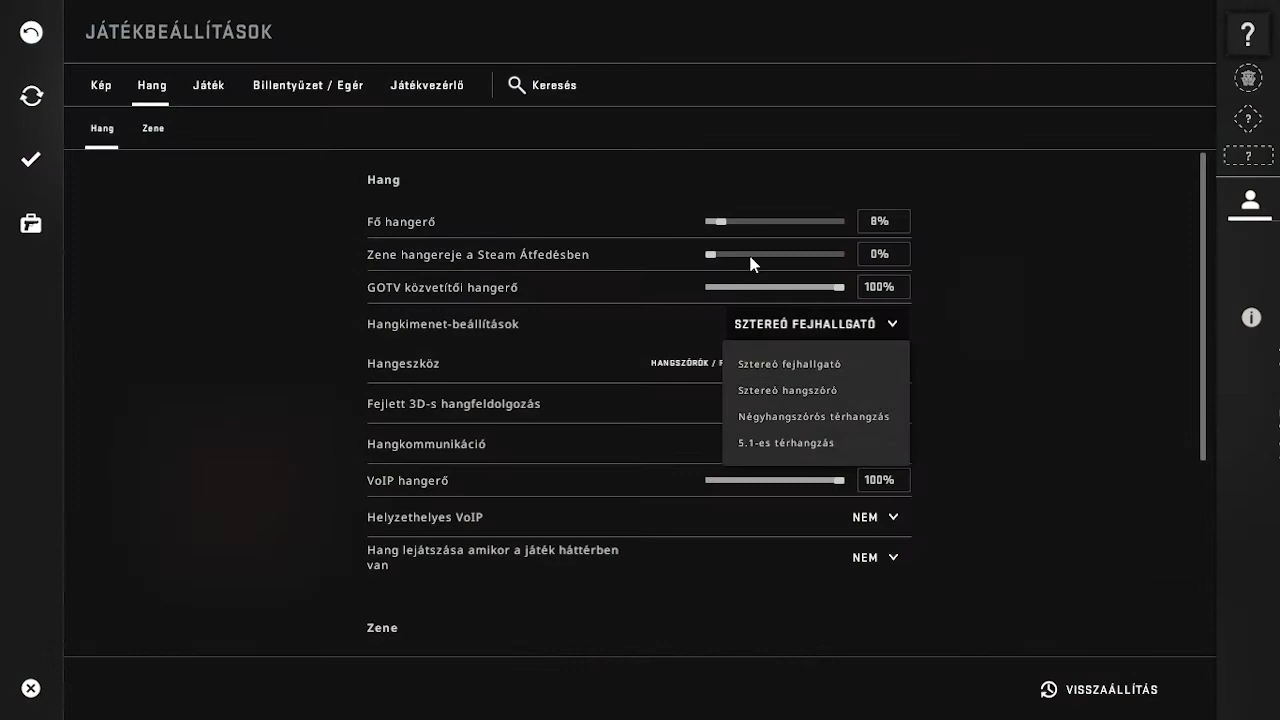 JÁTÉKBEÁLLÍTÁSOK
Kép Hang Játék Billentyűzet / Egér Játékvezérlő Keresés
Hang Zene
Hang
Fő hangerő 8%
Zene hangereje a Steam Átfedésben 0%
GOTV közvetítői hangerő 100%
Hangkimenet-beállítások SZTEREÓ FEJHALLGATÓ
Hangeszköz HANGSZÓRÓK /
Sztereó fejhallgató
Sztereó hangszóró
Négyhangszórós térhangzás
5.1-es térhangzás
Fejlett 3D-s hangfeldolgozás
Hangkommunikáció
VoIP hangerő 100%
Helyzethelyes VoIP NEM
Hang lejátszása amikor a játék háttérben
van NEM
Zene
VISSZAÁLLÍTÁS
?
?
?